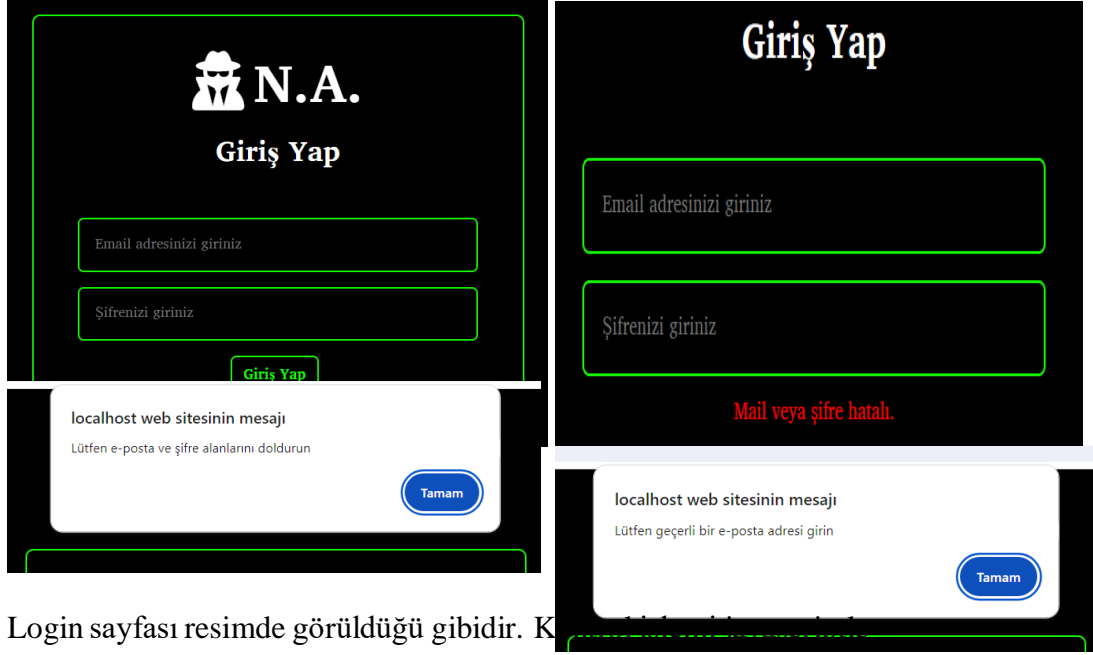 N.A.
Giriş Yap
Email adresinizi giriniz
Şifrenizi giriniz
Giriş Yap
localhost web sitesinin mesajı
Lütfen e-posta ve şifre alanlarını doldurun
Tamam
Giriş Yap
Email adresinizi giriniz
Şifrenizi giriniz
Mail veya şifre hatalı.
localhost web sitesinin mesajı
Lütfen geçerli bir e-posta adresi girin
Tamam
Login sayfası resimde görüldüğü gibidir.